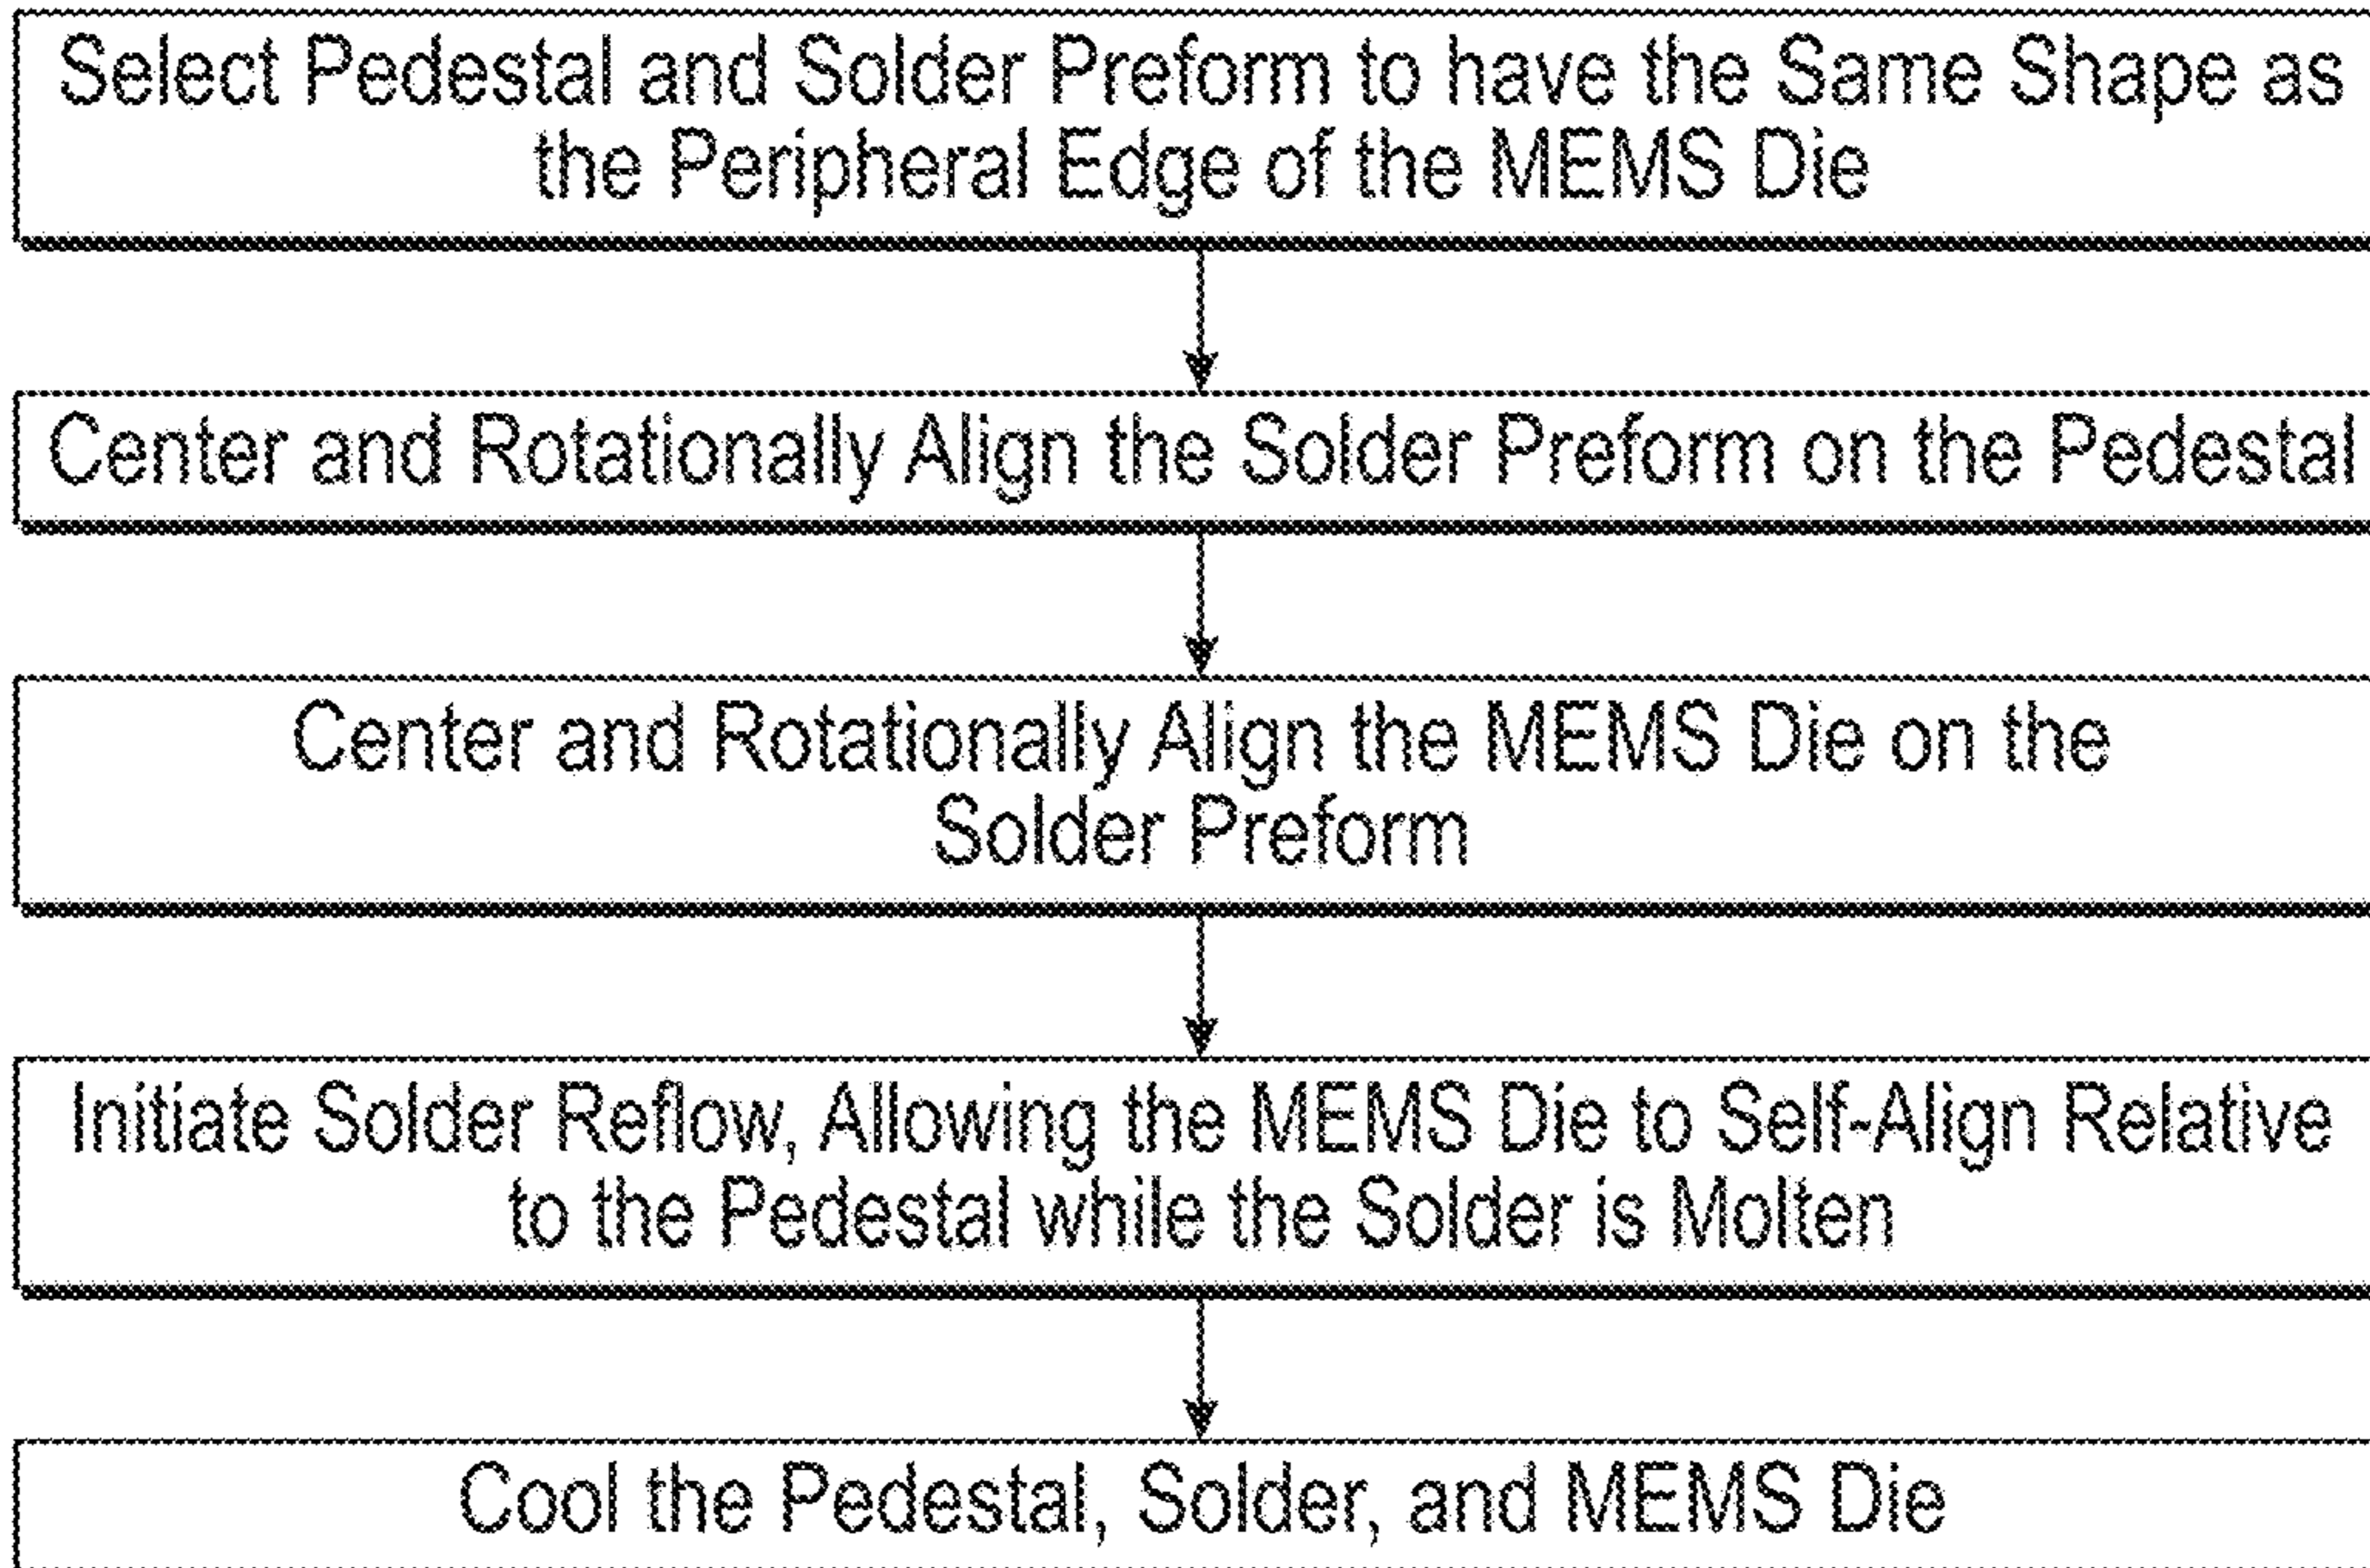 Select Pedestal and Solder Preform to have the Same Shape as
the Peripheral Edge of the MEMS Die
Center and Rotationally Align the Solder Preform on the Pedestal
Center and Rotationally Align the MEMS Die on the
Solder Preform
Initiate Solder Reflow, Allowing the MEMS Die to Self-Align Relative
to the Pedestal while the Solder is Molten
Cool the Pedestal, Solder, and MEMS Die